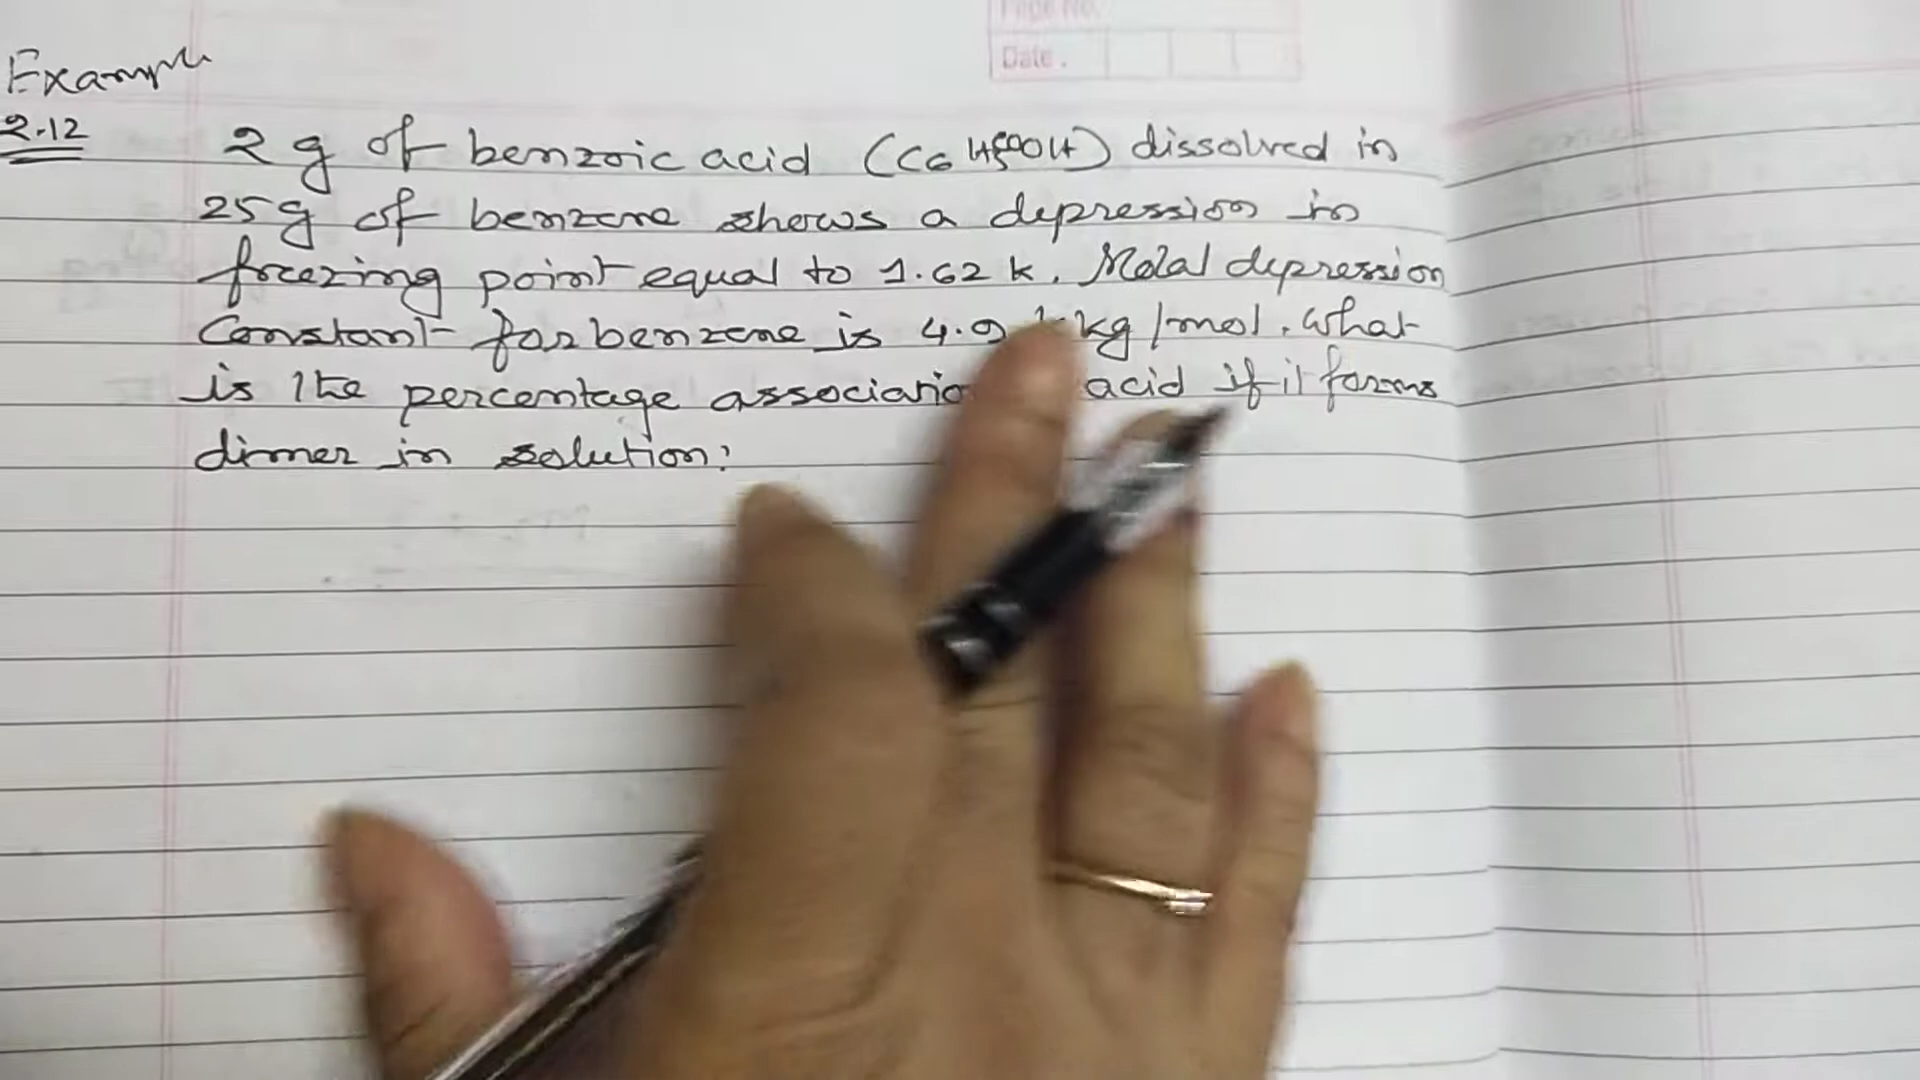 Page No.
Date.
Example
2.12
2 g of benzoic acid (C6H5COOH) dissolved in
25 g of benzene shows a depression in
freezing point equal to 1.62 K. Molal depression
Constant for benzene is 4.9 kg/mol. What
is the percentage association acid if it forms
dimer in solution?